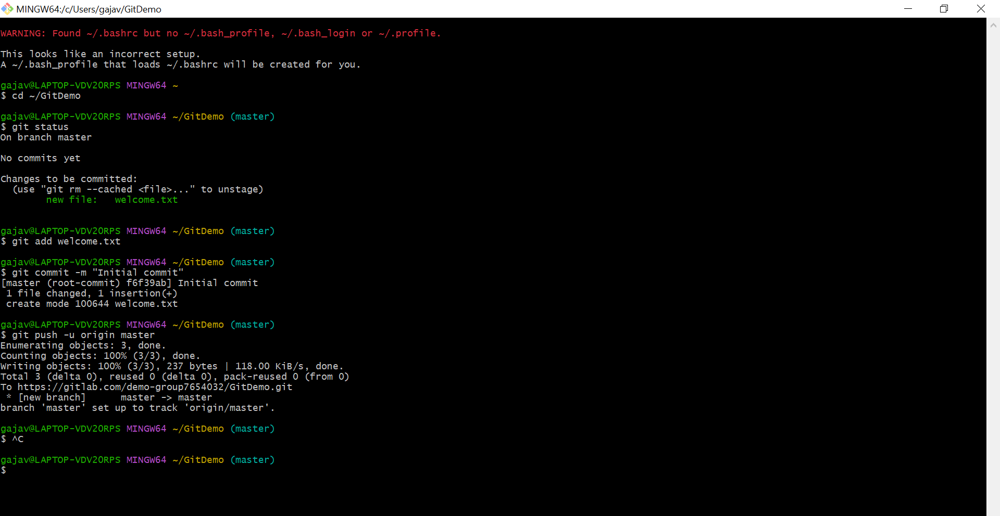 MINGW64:/c/Users/gajav/GitDemo
WARNING: Found ~/.bashrc but no ~/.bash_profile, ~/.bash_login or ~/.profile.
This looks like an incorrect setup.
A ~/.bash_profile that loads ~/.bashrc will be created for you.
gajav@LAPTOP-VDV2ORPS MINGW64 ~
$ cd ~/GitDemo
gajav@LAPTOP-VDV2ORPS MINGW64 ~/GitDemo (master)
$ git status
On branch master
No commits yet
Changes to be committed:
  (use "git rm --cached <file>..." to unstage)
        new file:   welcome.txt
gajav@LAPTOP-VDV2ORPS MINGW64 ~/GitDemo (master)
$ git add welcome.txt
gajav@LAPTOP-VDV2ORPS MINGW64 ~/GitDemo (master)
$ git commit -m "Initial commit"
[master (root-commit) f6f39ab] Initial commit
 1 file changed, 1 insertion(+)
 create mode 100644 welcome.txt
gajav@LAPTOP-VDV2ORPS MINGW64 ~/GitDemo (master)
$ git push -u origin master
Enumerating objects: 3, done.
Counting objects: 100% (3/3), done.
Writing objects: 100% (3/3), 237 bytes | 118.00 KiB/s, done.
Total 3 (delta 0), reused 0 (delta 0), pack-reused 0 (from 0)
To https://gitlab.com/demo-group7654032/GitDemo.git
 * [new branch]      master -> master
branch 'master' set up to track 'origin/master'.
gajav@LAPTOP-VDV2ORPS MINGW64 ~/GitDemo (master)
$ ^C
gajav@LAPTOP-VDV2ORPS MINGW64 ~/GitDemo (master)
$